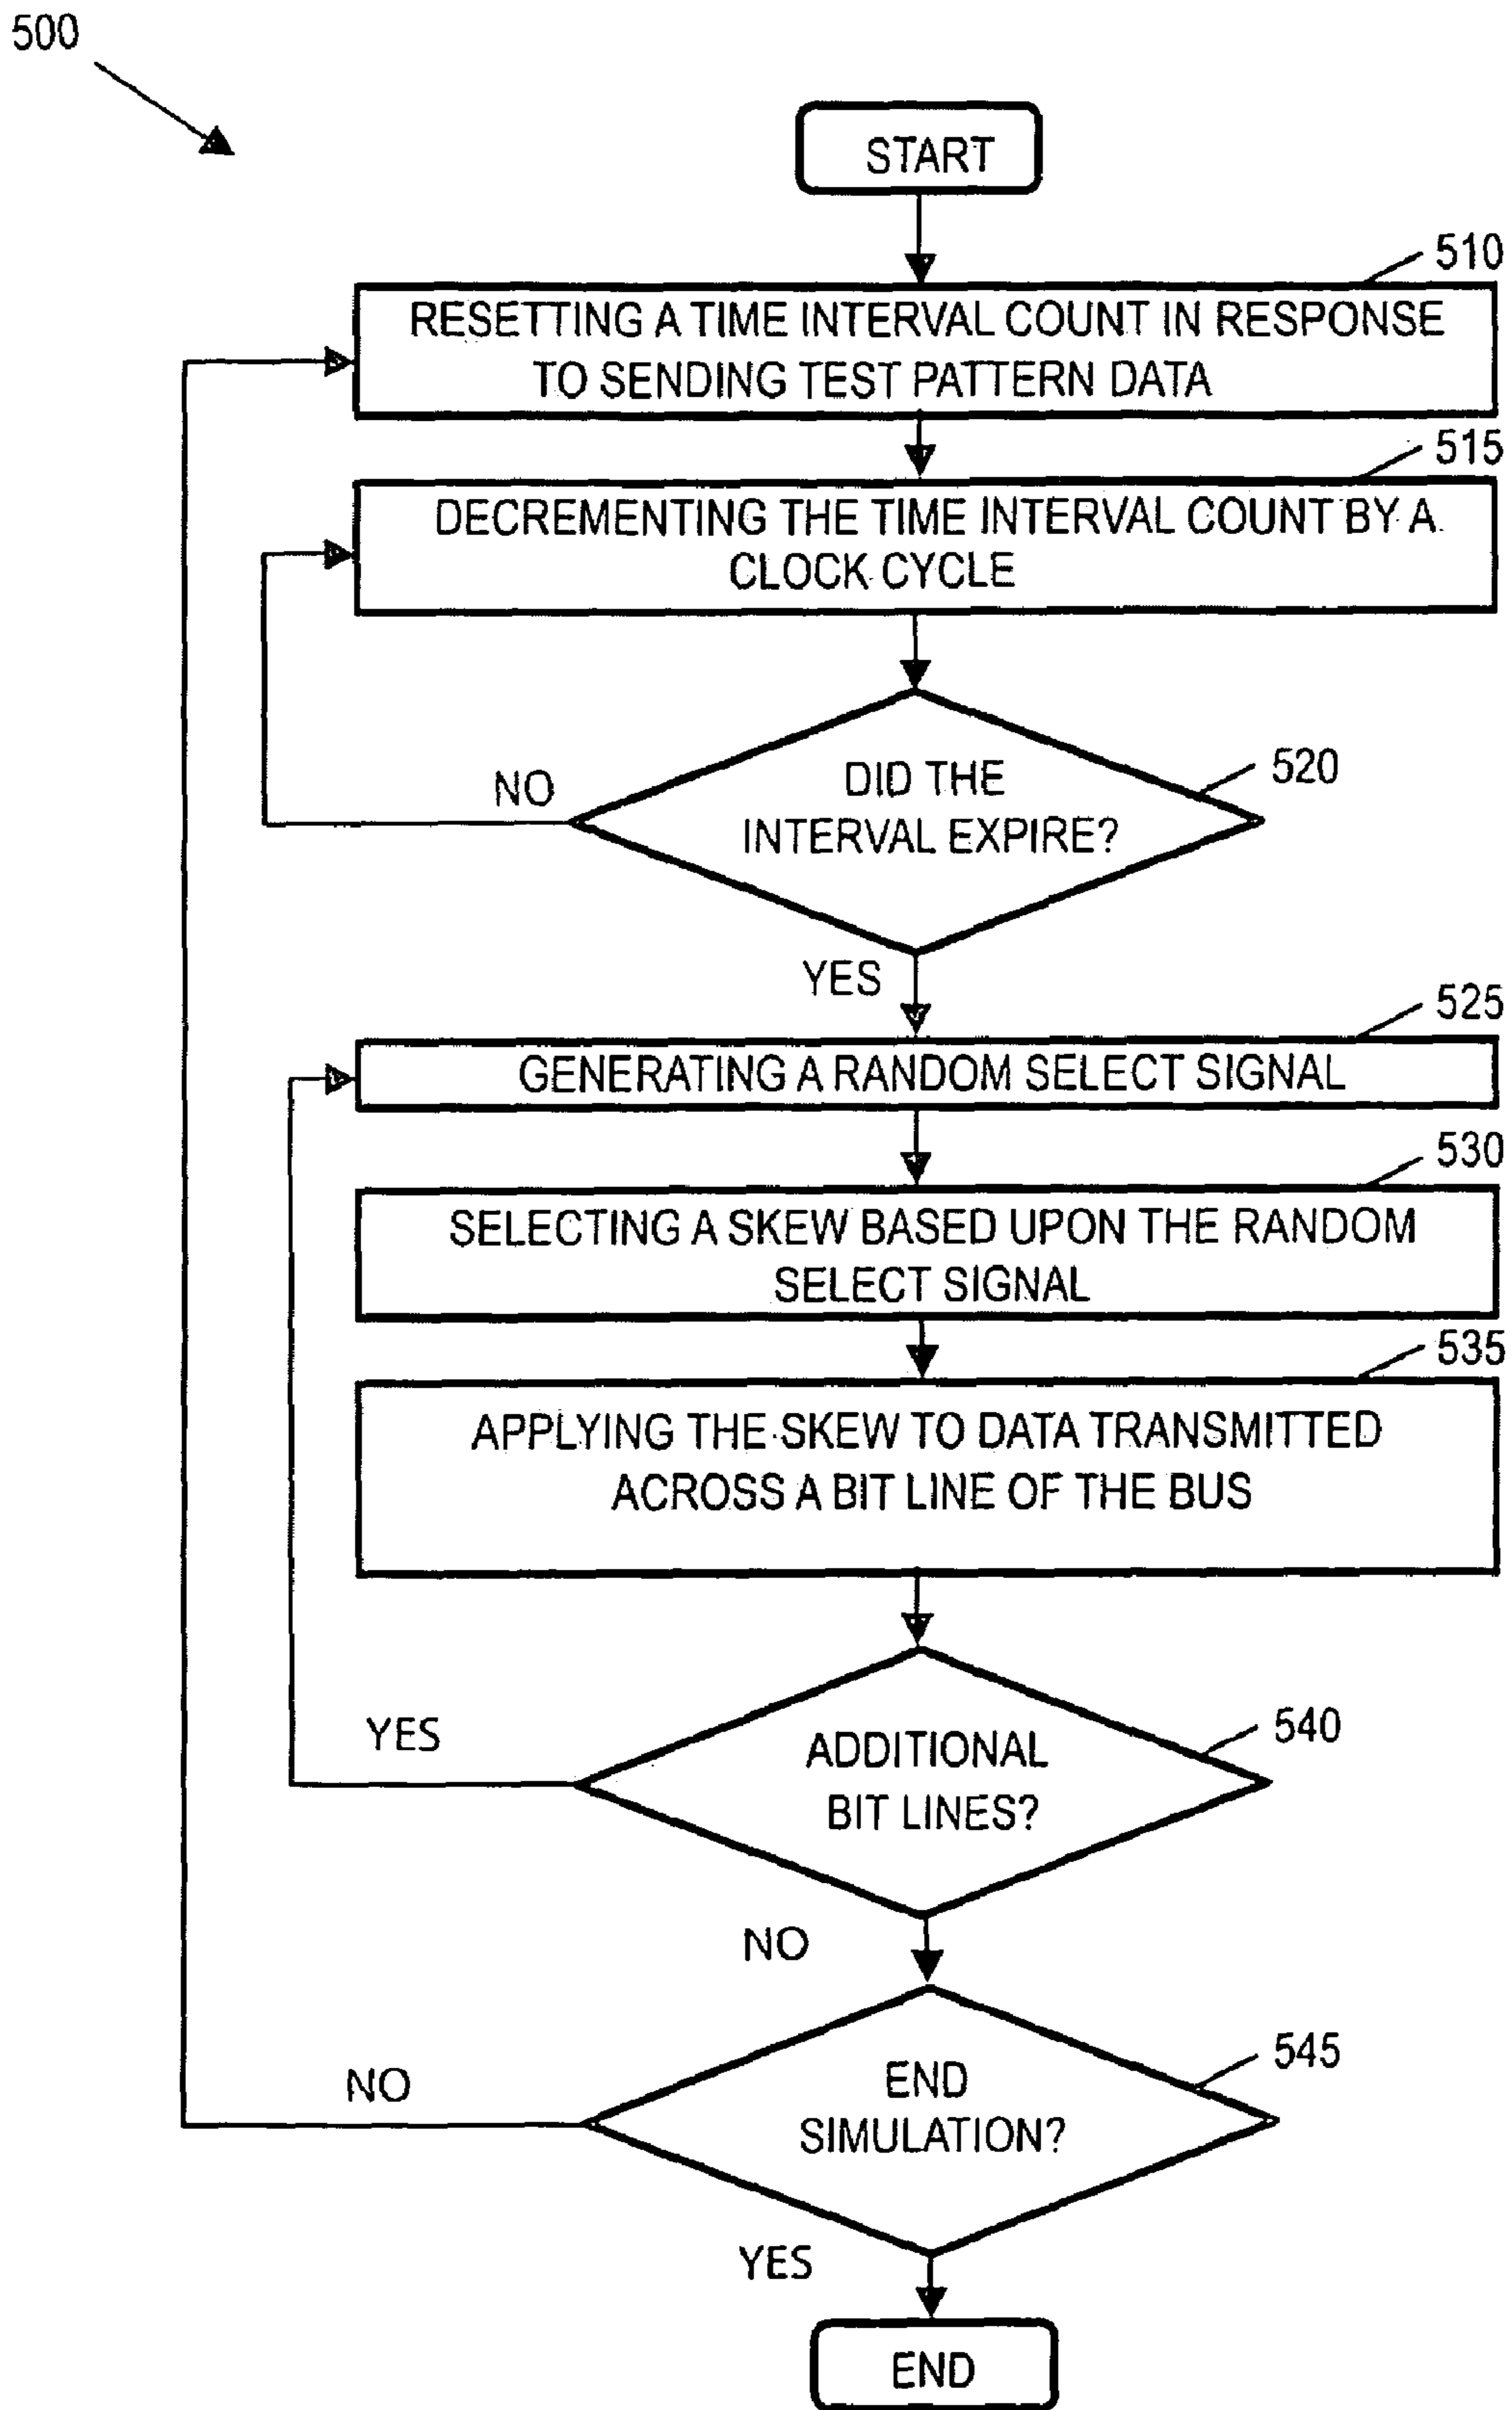 500
START
510
RESETTING A TIME INTERVAL COUNT IN RESPONSE
TO SENDING TEST PATTERN DATA
515
DECREMENTING THE TIME INTERVAL COUNT BY A
CLOCK CYCLE
520
DID THE
INTERVAL EXPIRE?
NO
YES
525
GENERATING A RANDOM SELECT SIGNAL
530
SELECTING A SKEW BASED UPON THE RANDOM
SELECT SIGNAL
535
APPLYING THE SKEW TO DATA TRANSMITTED
ACROSS A BIT LINE OF THE BUS
540
ADDITIONAL
BIT LINES?
YES
NO
545
END
SIMULATION?
NO
YES
END